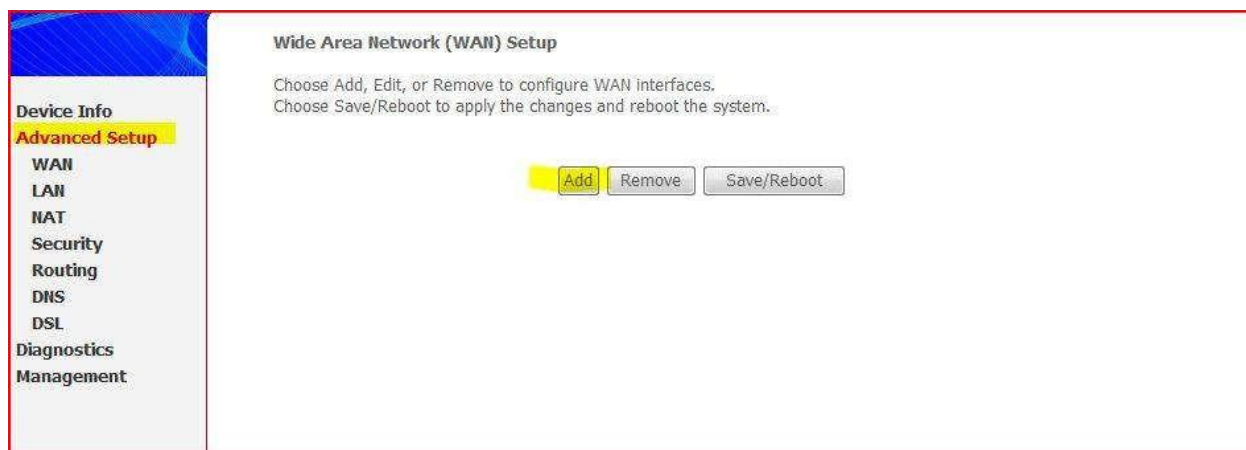 Device Info
Advanced Setup
WAN
LAN
NAT
Security
Routing
DNS
DSL
Diagnostics
Management
Wide Area Network (WAN) Setup
Choose Add, Edit, or Remove to configure WAN interfaces.
Choose Save/Reboot to apply the changes and reboot the system.
Add Remove Save/Reboot